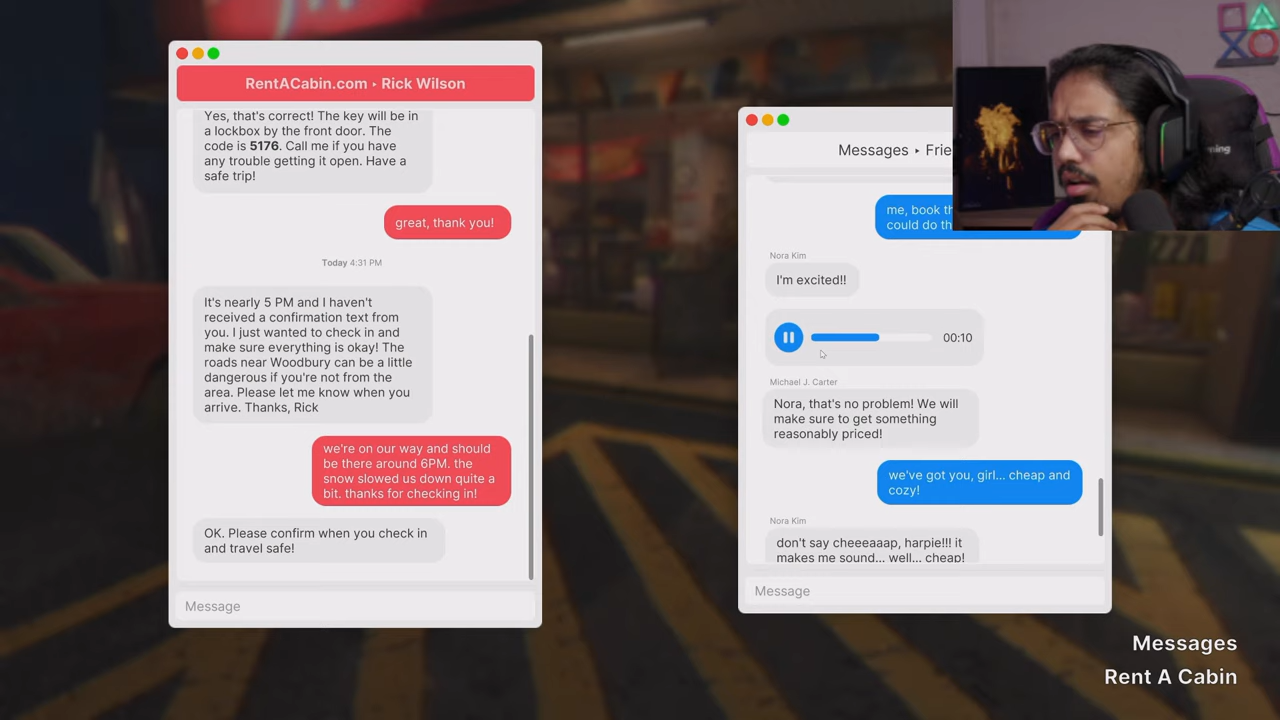 RentACabin.com ▸ Rick Wilson
Yes, that's correct! The key will be in
a lockbox by the front door. The
code is 5176. Call me if you have
any trouble getting it open. Have a
safe trip!
great, thank you!
Today 4:31 PM
It's nearly 5 PM and I haven't
received a confirmation text from
you. I just wanted to check in and
make sure everything is okay! The
roads near Woodbury can be a little
dangerous if you're not from the
area. Please let me know when you
arrive. Thanks, Rick
we're on our way and should
be there around 6PM. the
snow slowed us down quite a
bit. thanks for checking in!
OK. Please confirm when you check in
and travel safe!
Message
Messages ▸ Frie
me, book th
could do th
Nora Kim
I'm excited!!
00:10
Michael J. Carter
Nora, that's no problem! We will
make sure to get something
reasonably priced!
we've got you, girl... cheap and
cozy!
Nora Kim
don't say cheeeaaap, harpie!!! it
makes me sound... well... cheap!
Message
Messages
Rent A Cabin